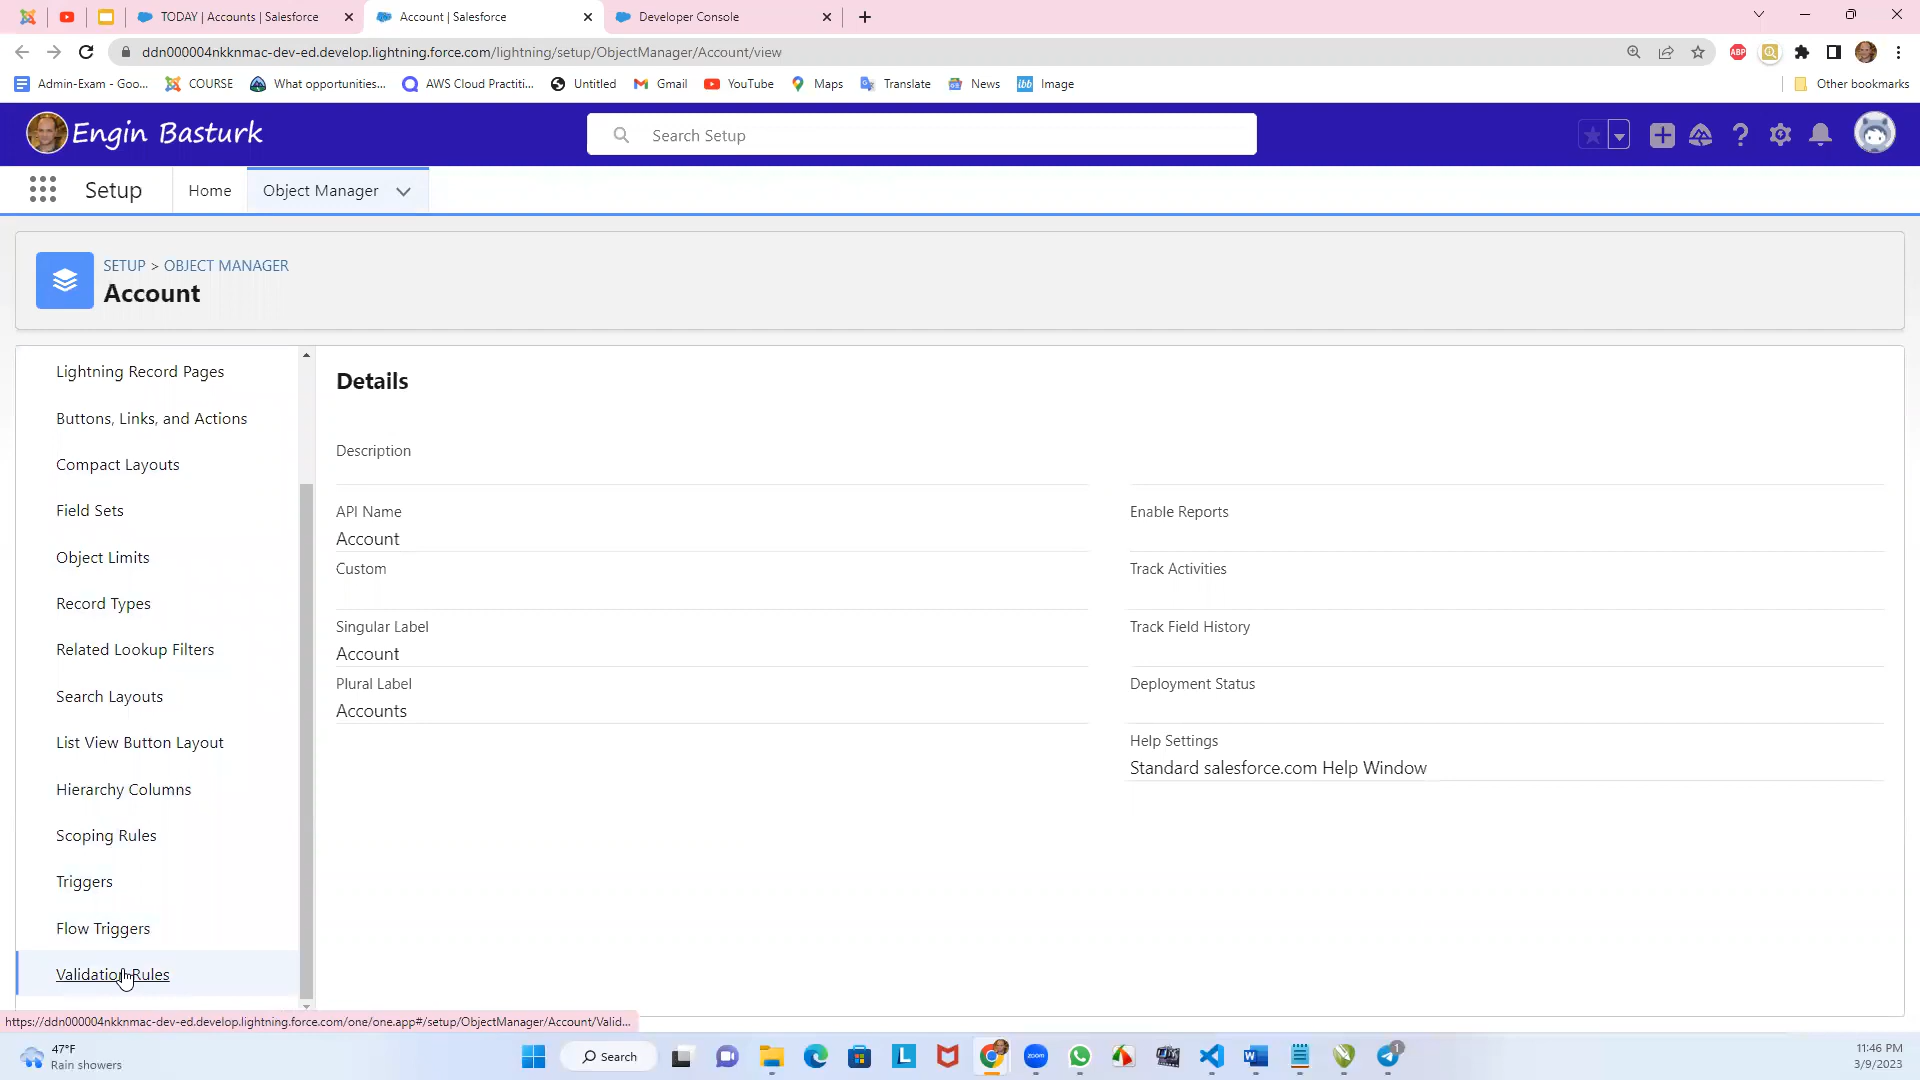 TODAY | Accounts | Salesforce
Account | Salesforce
Developer Console
ddn000004nkknmac-dev-ed.develop.lightning.force.com/lightning/setup/ObjectManager/Account/view
ABP
Admin-Exam - Goo...
COURSE
What opportunities...
AWS Cloud Practiti...
Untitled
Gmail
YouTube
Maps
Translate
News
ibb
Image
Other bookmarks
Engin Basturk
Search Setup
Setup
Home
Object Manager
SETUP > OBJECT MANAGER
Account
Lightning Record Pages
Buttons, Links, and Actions
Compact Layouts
Field Sets
Object Limits
Record Types
Related Lookup Filters
Search Layouts
List View Button Layout
Hierarchy Columns
Scoping Rules
Triggers
Flow Triggers
Validation Rules
Details
Description
API Name
Account
Custom
Singular Label
Account
Plural Label
Accounts
Enable Reports
Track Activities
Track Field History
Deployment Status
Help Settings
Standard salesforce.com Help Window
https://ddn000004nkknmac-dev-ed.develop.lightning.force.com/one/one.app#/setup/ObjectManager/Account/Valid...
47°F
Rain showers
Search
L
zoom
W
1
11:46 PM
3/9/2023